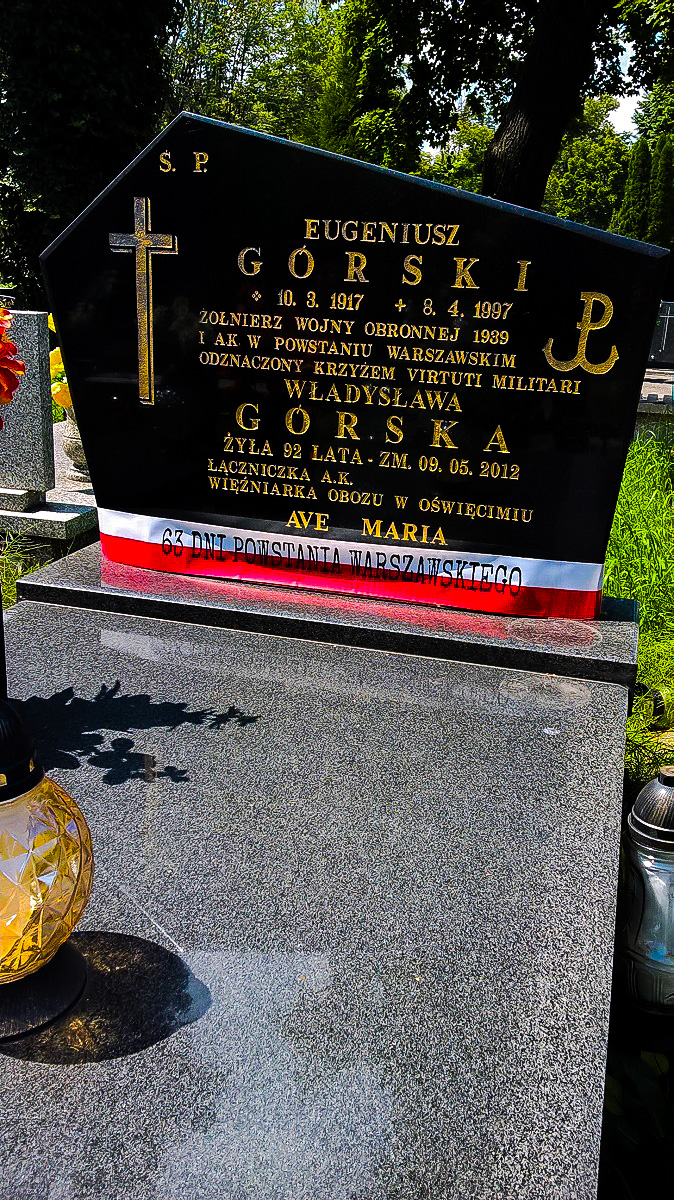 Ś. P.
EUGENIUSZ
GÓRSKI
10. 3. 1917 + 8. 4. 1997
ŻOŁNIERZ WOJNY OBRONNEJ 1939
I A.K. W POWSTANIU WARSZAWSKIM
ODZNACZONY KRZYŻEM VIRTUTI MILITARI
WŁADYSŁAWA
GÓRSKA
ŻYŁA 92 LATA - ZM. 09. 05. 2012
ŁĄCZNICZKA A.K.
WIĘŹNIARKA OBOZU W OŚWIĘCIMIU
AVE MARIA
63 DNI POWSTANIA WARSZAWSKIEGO